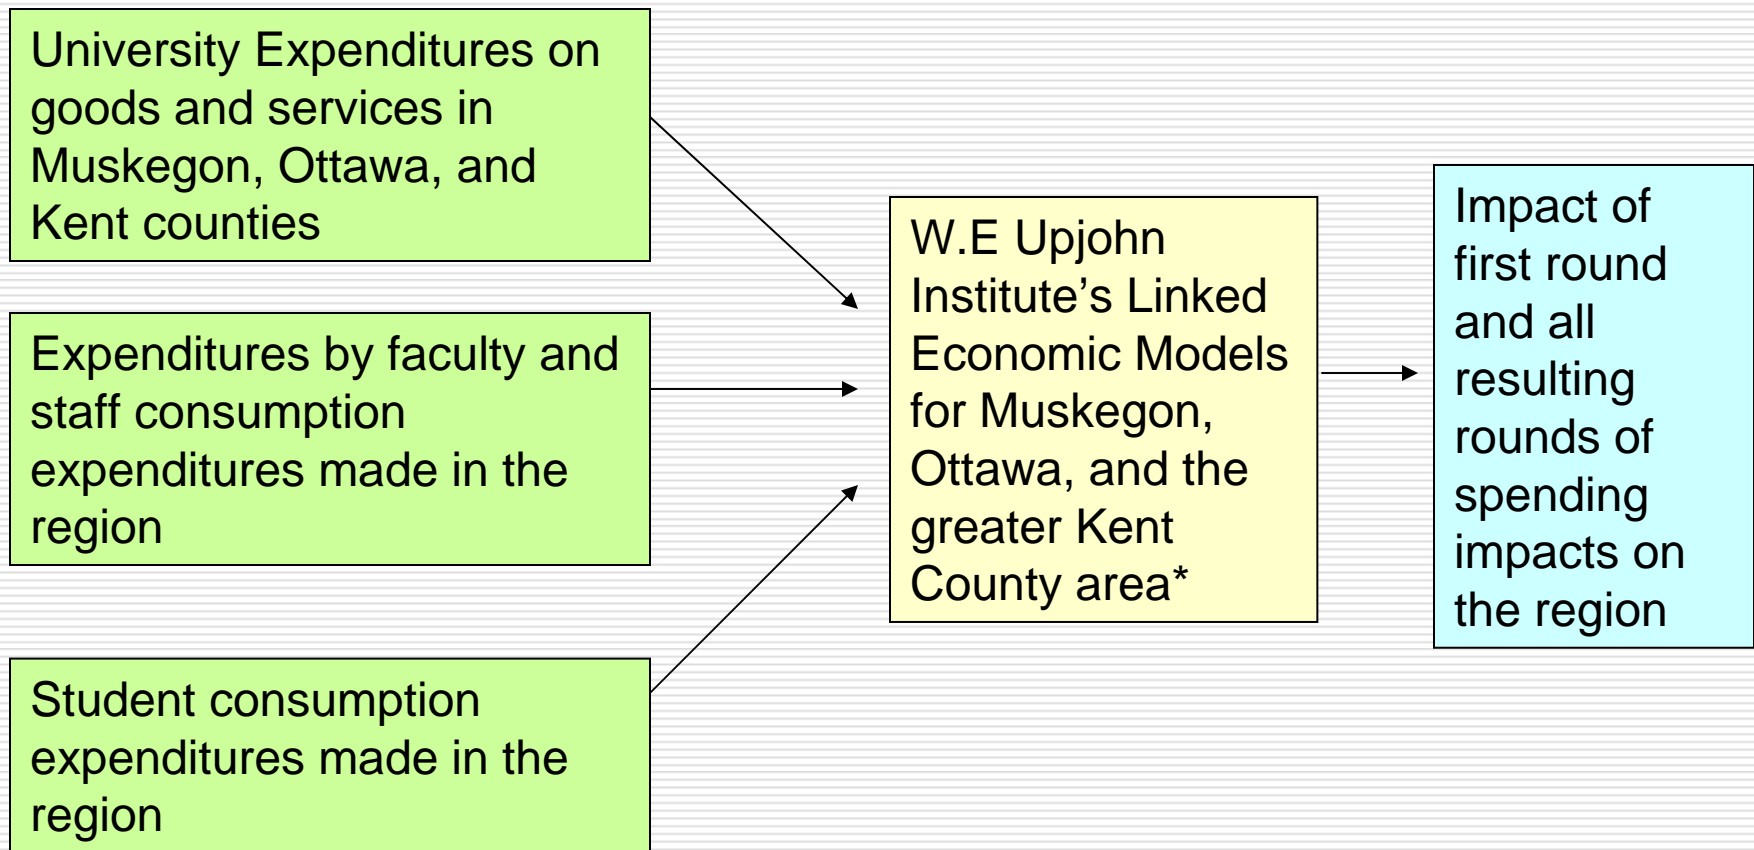 University Expenditures on
goods and services in
Muskegon, Ottawa, and
Kent counties
Expenditures by faculty and
staff consumption
expenditures made in the
region
Student consumption
expenditures made in the
region
W.E Upjohn
Institute’s Linked
Economic Models
for Muskegon,
Ottawa, and the
greater Kent
County area*
Impact of
first round
and all
resulting
rounds of
spending
impacts on
the region